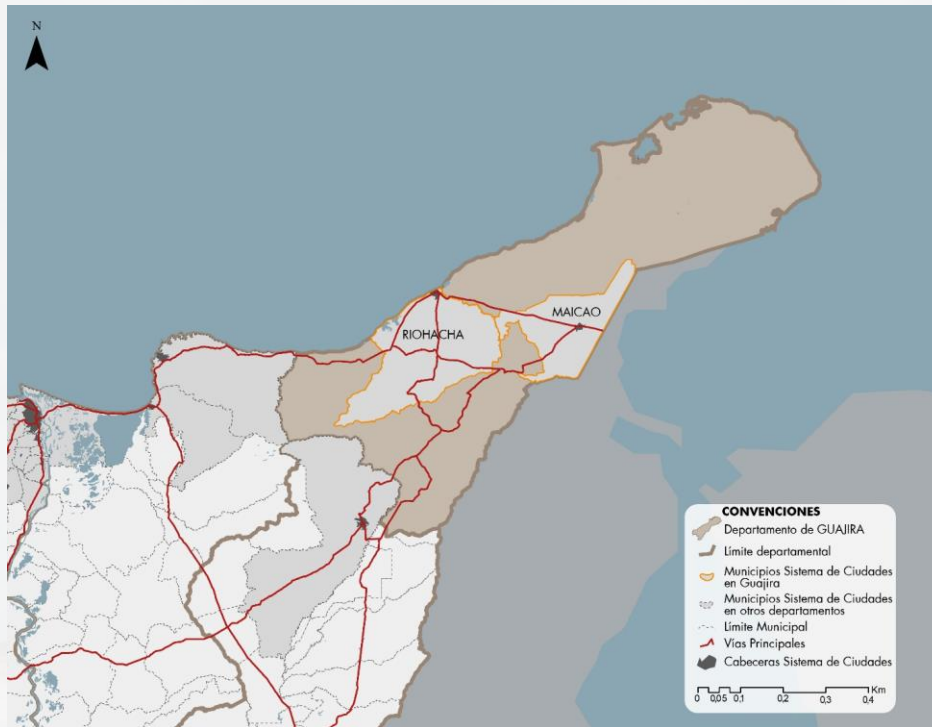 N
MAICAO
RIOHACHA
CONVENCIONES
Departamento de GUAJIRA
Límite departamental
Municipios Sistema de Ciudades
en Guajira
Municipios Sistema de Ciudades
en otros departamentos
Límite Municipal
Vías Principales
Cabeceras Sistema de Ciudades
Km
0 0,05 0,1 0,2 0,3 0,4